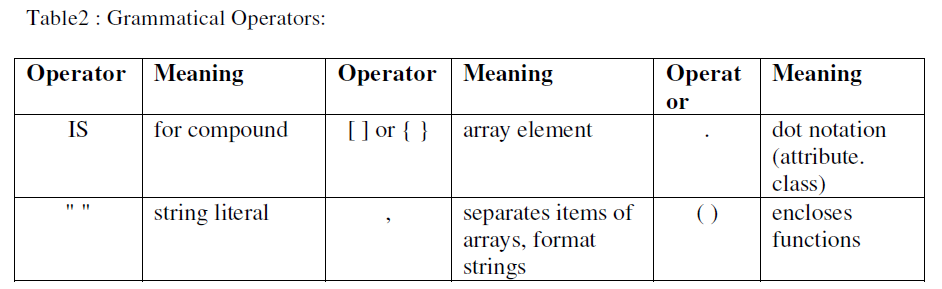 Table2 : Grammatical Operators:
Operator Meaning Operator Meaning Operat
or Meaning
IS for compound [ ] or { } array element . dot notation
(attribute.
class)
" " string literal , separates items of
arrays, format
strings ( ) encloses
functions